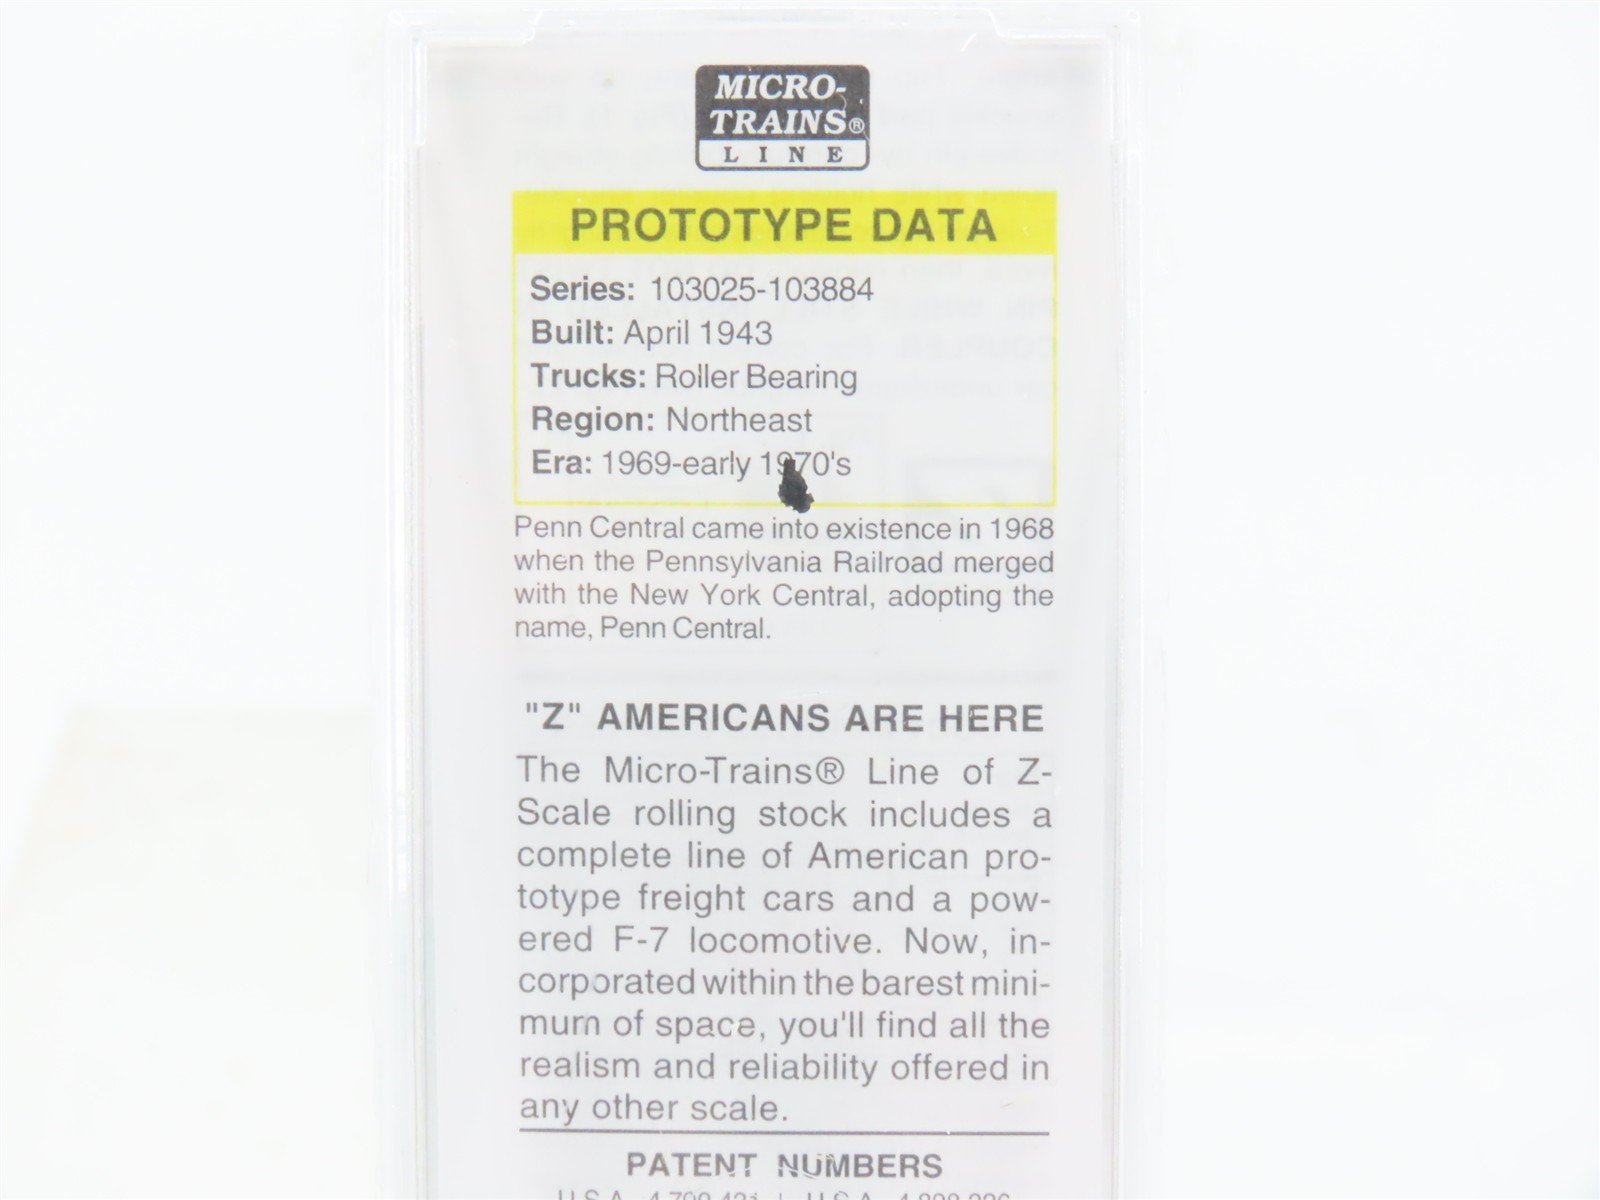 MICRO-
TRAINS®
LINE
PROTOTYPE DATA
Series: 103025-103884
Built: April 1943
Trucks: Roller Bearing
Region: Northeast
Era: 1969-early 1970's
Penn Central came into existence in 1968
when the Pennsylvania Railroad merged
with the New York Central, adopting the
name, Penn Central.
"Z" AMERICANS ARE HERE
The Micro-Trains® Line of Z-
Scale rolling stock includes a
complete line of American pro-
totype freight cars and a pow-
ered F-7 locomotive. Now, in-
corporated within the barest mini-
mum of space, you'll find all the
realism and reliability offered in
any other scale.
PATENT NUMBERS
U.S.A. U.S.A.